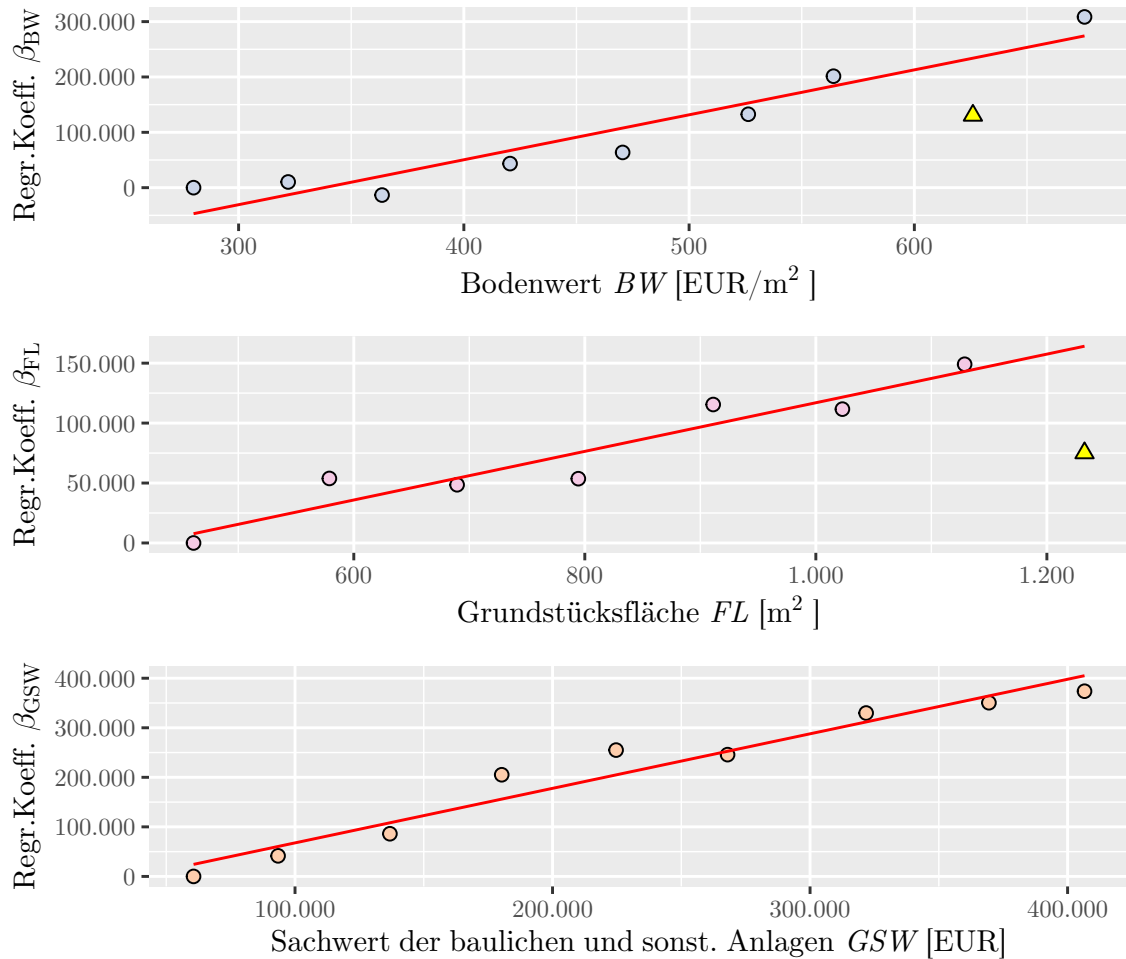 Regr.Koeff. βBW
300.000
200.000
100.000
0
300 400 500 600
Bodenwert BW [EUR/m² ]
Regr.Koeff. βFL
150.000
100.000
50.000
0
600 800 1.000 1.200
Grundstücksfläche FL [m² ]
Regr.Koeff. βGSW
400.000
300.000
200.000
100.000
0
100.000 200.000 300.000 400.000
Sachwert der baulichen und sonst. Anlagen GSW [EUR]